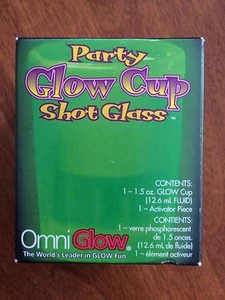 Party
Glow Cup
Shot Glass™
CONTENTS:
1 – 1.5 oz. GLOW Cup
(12.6 mL FLUID)
1 – Activator Piece
CONTIENTS:
1 – verre phosphorescent
de 1.5 onces.
(12.6 mL de fluide)
1 – élément activeur
OmniGlow®
The World's Leader in GLOW Fun